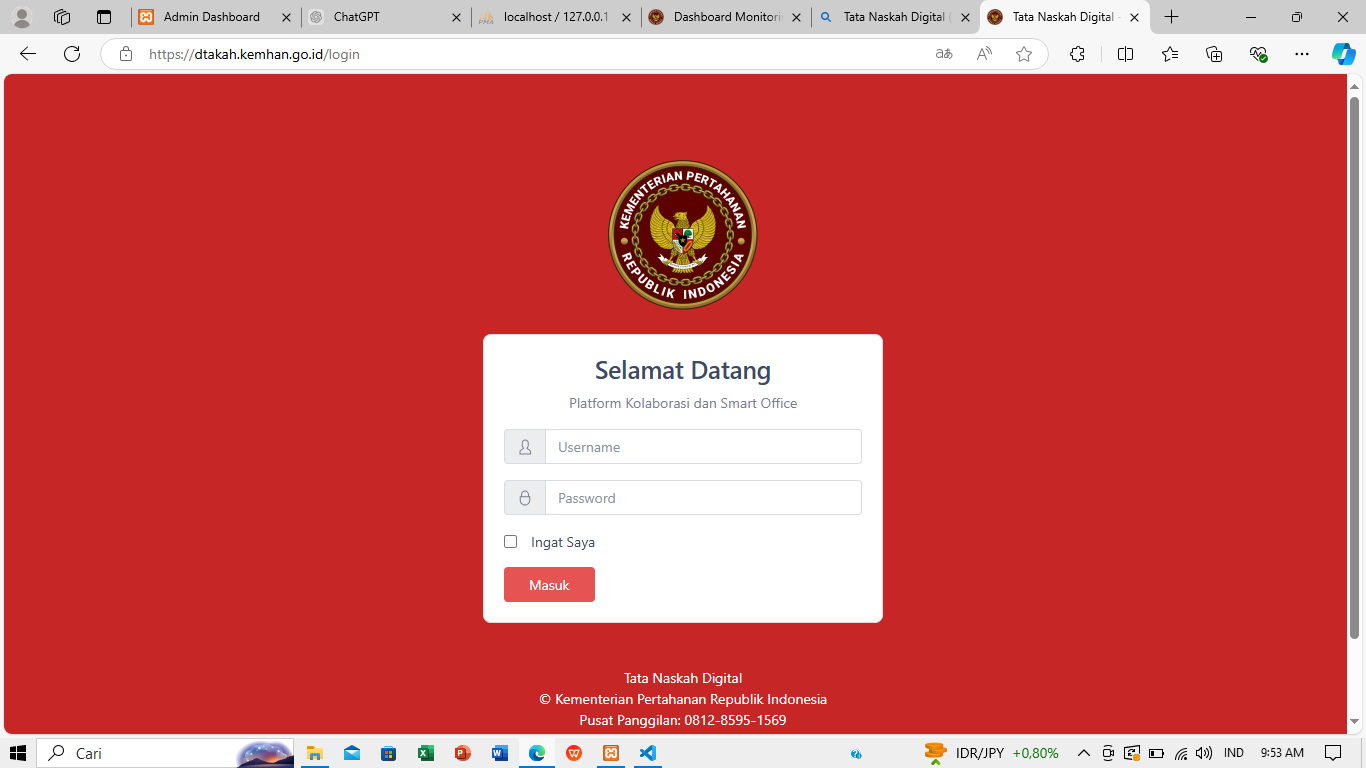 Admin Dashboard
ChatGPT
localhost / 127.0.0.1
Dashboard Monitori
Tata Naskah Digital (
Tata Naskah Digital
https://dtakah.kemhan.go.id/login
KEMENTERIAN PERTAHANAN
REPUBLIK INDONESIA
Selamat Datang
Platform Kolaborasi dan Smart Office
Username
Password
Ingat Saya
Masuk
Tata Naskah Digital
© Kementerian Pertahanan Republik Indonesia
Pusat Panggilan: 0812-8595-1569
Cari
IDR/JPY +0,80%
IND
9:53 AM